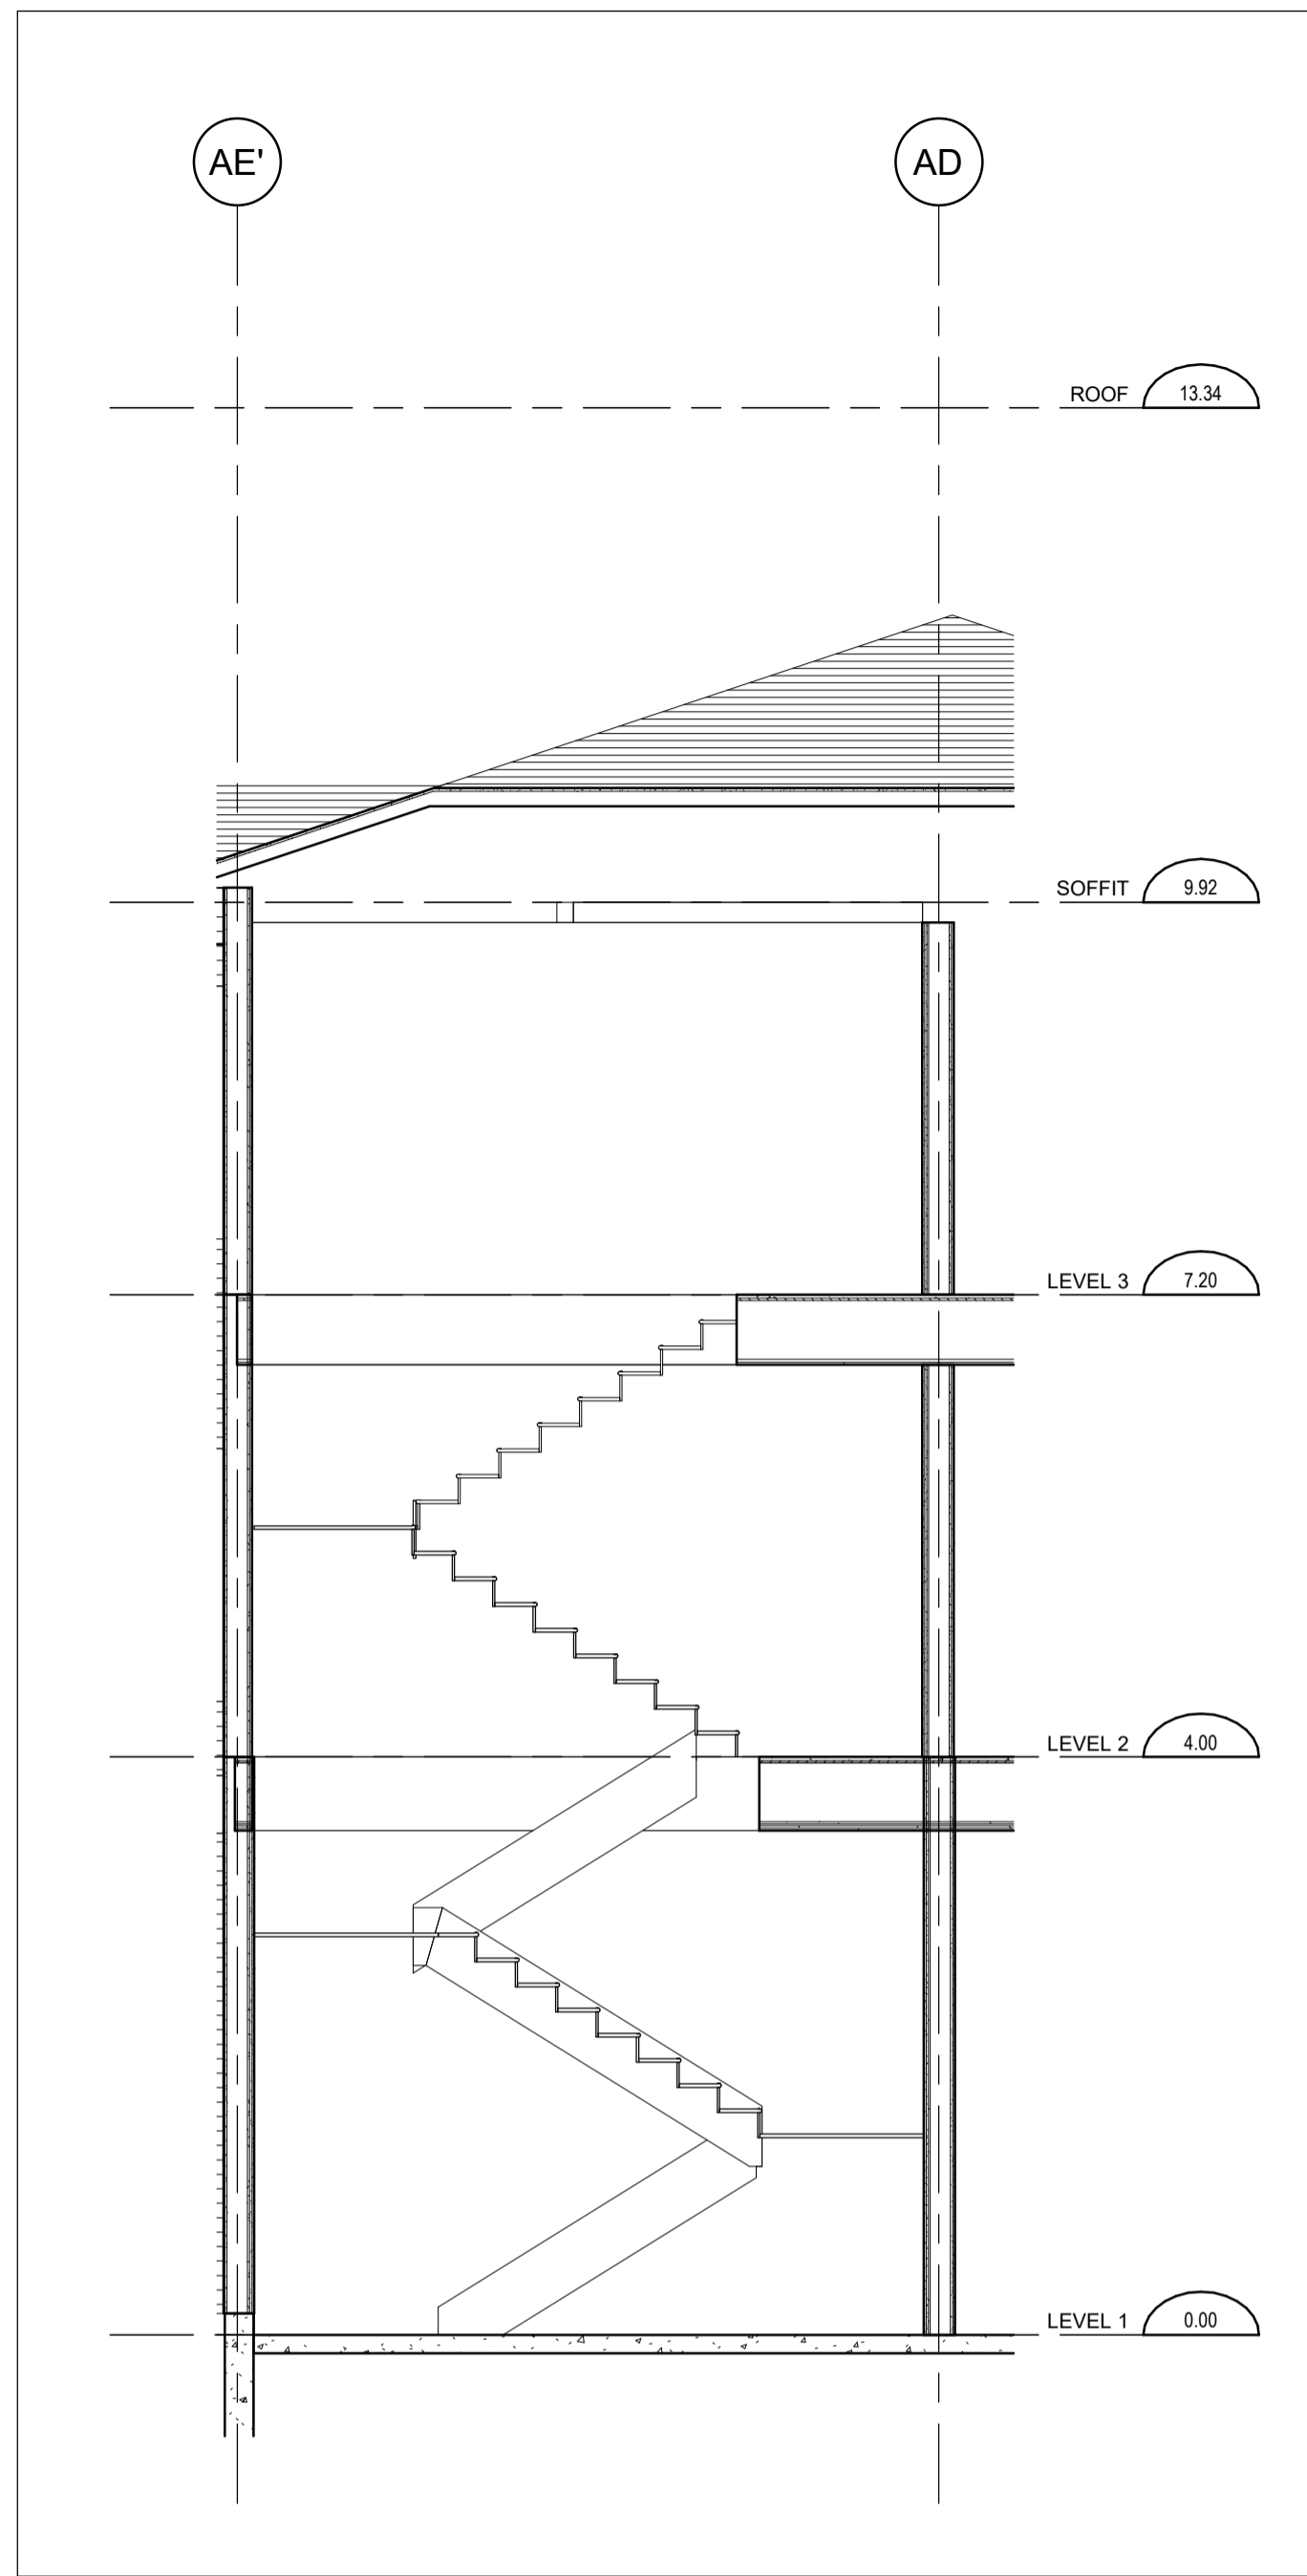 AE' AD
ROOF 13.34
SOFFIT 9.92
LEVEL 3 7.20
LEVEL 2 4.00
LEVEL 1 0.00